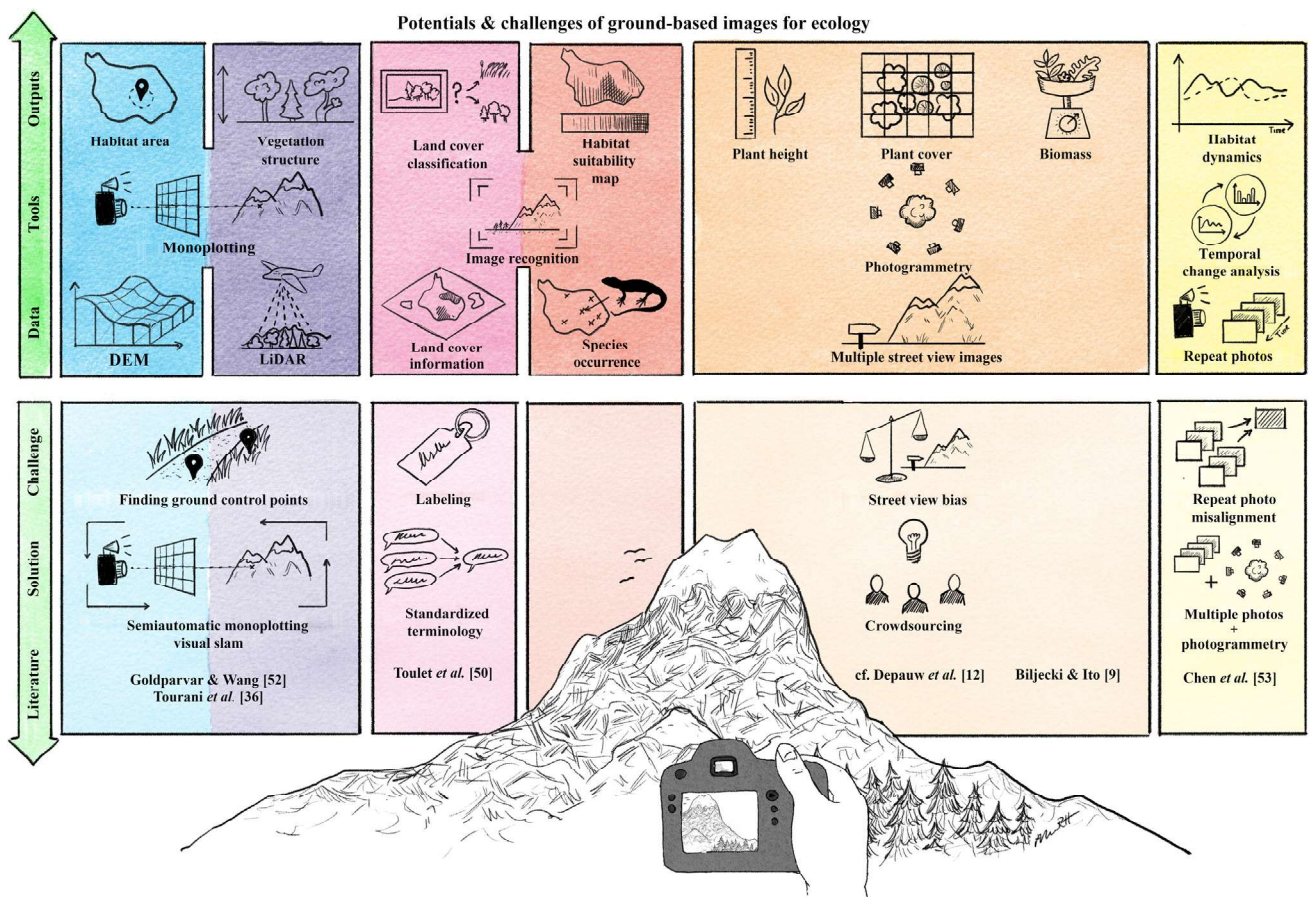 Potentials & challenges of ground-based images for ecology
Outputs
Habitat area
Vegetation
structure
Land cover
classification
?
Habitat
suitability
map
Plant height
Plant cover
Biomass
Time
Habitat
dynamics
Tools
Monoplotting
Image recognition
Photogrammetry
Temporal
change analysis
Data
DEM
LiDAR
Land cover
information
Species
occurrence
Multiple street view images
Time
Repeat photos
Challenge
Finding ground control points
Labeling
Street view bias
Repeat photo
misalignment
Solution
Semiautomatic monoplotting
visual slam
Standardized
terminology
Crowdsourcing
+
Multiple photos
+
photogrammetry
Literature
Goldparvar & Wang [52]
Tourani et al. [36]
Toulet et al. [50]
cf. Depauw et al. [12]
Biljecki & Ito [9]
Chen et al. [53]